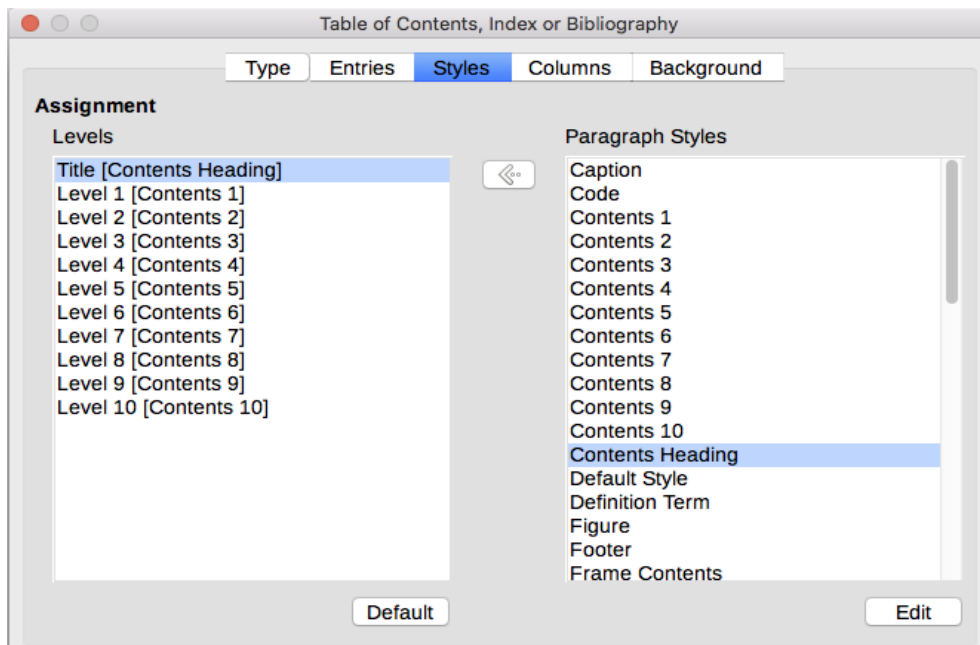 Table of Contents, Index or Bibliography
Type Entries Styles Columns Background
Assignment
Levels
Title [Contents Heading]
Level 1 [Contents 1]
Level 2 [Contents 2]
Level 3 [Contents 3]
Level 4 [Contents 4]
Level 5 [Contents 5]
Level 6 [Contents 6]
Level 7 [Contents 7]
Level 8 [Contents 8]
Level 9 [Contents 9]
Level 10 [Contents 10]
Default
Paragraph Styles
Caption
Code
Contents 1
Contents 2
Contents 3
Contents 4
Contents 5
Contents 6
Contents 7
Contents 8
Contents 9
Contents 10
Contents Heading
Default Style
Definition Term
Figure
Footer
Frame Contents
Edit